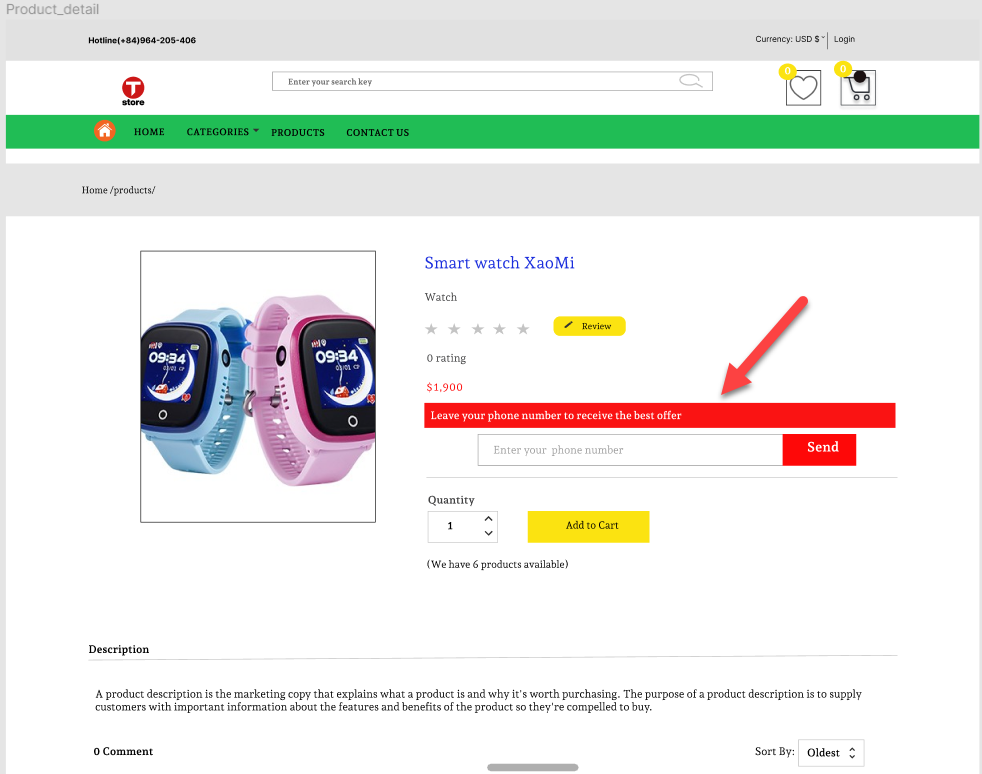 Product_detail
Hotline(+84)964-205-406
Currency: USD $
Login
T
store
Enter your search key
0
0
HOME
CATEGORIES
PRODUCTS
CONTACT US
Home /products/
Smart watch XaoMi
Watch
Review
0 rating
$1,900
Leave your phone number to receive the best offer
Enter your phone number
Send
Quantity
1
Add to Cart
(We have 6 products available)
09:34
03/01
09:34
03/01 CP
Description
A product description is the marketing copy that explains what a product is and why it's worth purchasing. The purpose of a product description is to supply
customers with important information about the features and benefits of the product so they're compelled to buy.
0 Comment
Sort By:
Oldest